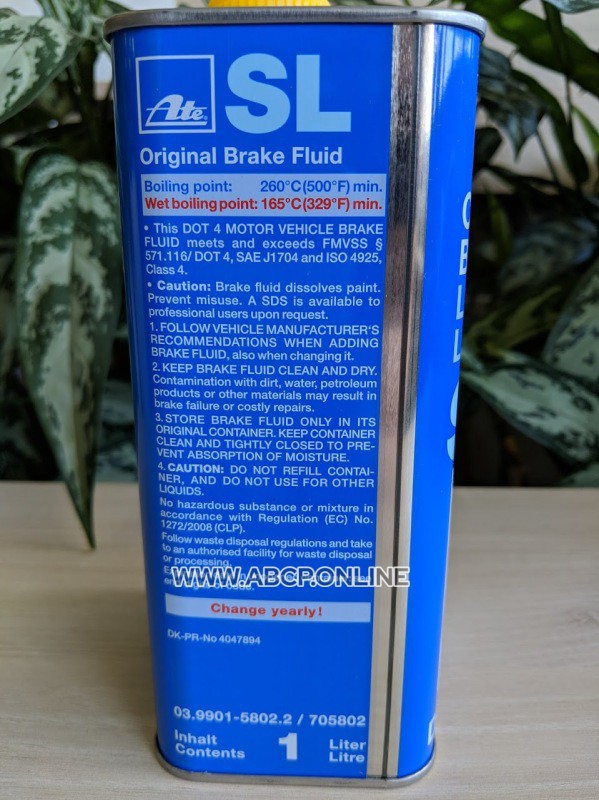 Ate SL
Original Brake Fluid
Boiling point: 260°C(500°F) min.
Wet boiling point: 165°C(329°F) min.
• This DOT 4 MOTOR VEHICLE BRAKE
FLUID meets and exceeds FMVSS §
571.116/ DOT 4, SAE J1704 and ISO 4925,
Class 4.
• Caution: Brake fluid dissolves paint.
Prevent misuse. A SDS is available to
professional users upon request.
1. FOLLOW VEHICLE MANUFACTURER'S
RECOMMENDATIONS WHEN ADDING
BRAKE FLUID, also when changing it.
2. KEEP BRAKE FLUID CLEAN AND DRY.
Contamination with dirt, water, petroleum
products or other materials may result in
brake failure or costly repairs.
3. STORE BRAKE FLUID ONLY IN ITS
ORIGINAL CONTAINER. KEEP CONTAINER
CLEAN AND TIGHTLY CLOSED TO PRE-
VENT ABSORPTION OF MOISTURE.
4. CAUTION: DO NOT REFILL CONTAI-
NER, AND DO NOT USE FOR OTHER
LIQUIDS.
No hazardous substance or mixture in
accordance with Regulation (EC) No.
1272/2008 (CLP).
Follow waste disposal regulations and take
to an authorised facility for waste disposal
or processing.
WWW.ABCP.ONLINE
Change yearly!
DK-PR-No 4047894
03.9901-5802.2 / 705802
Inhalt 1 Liter
Contents Litre